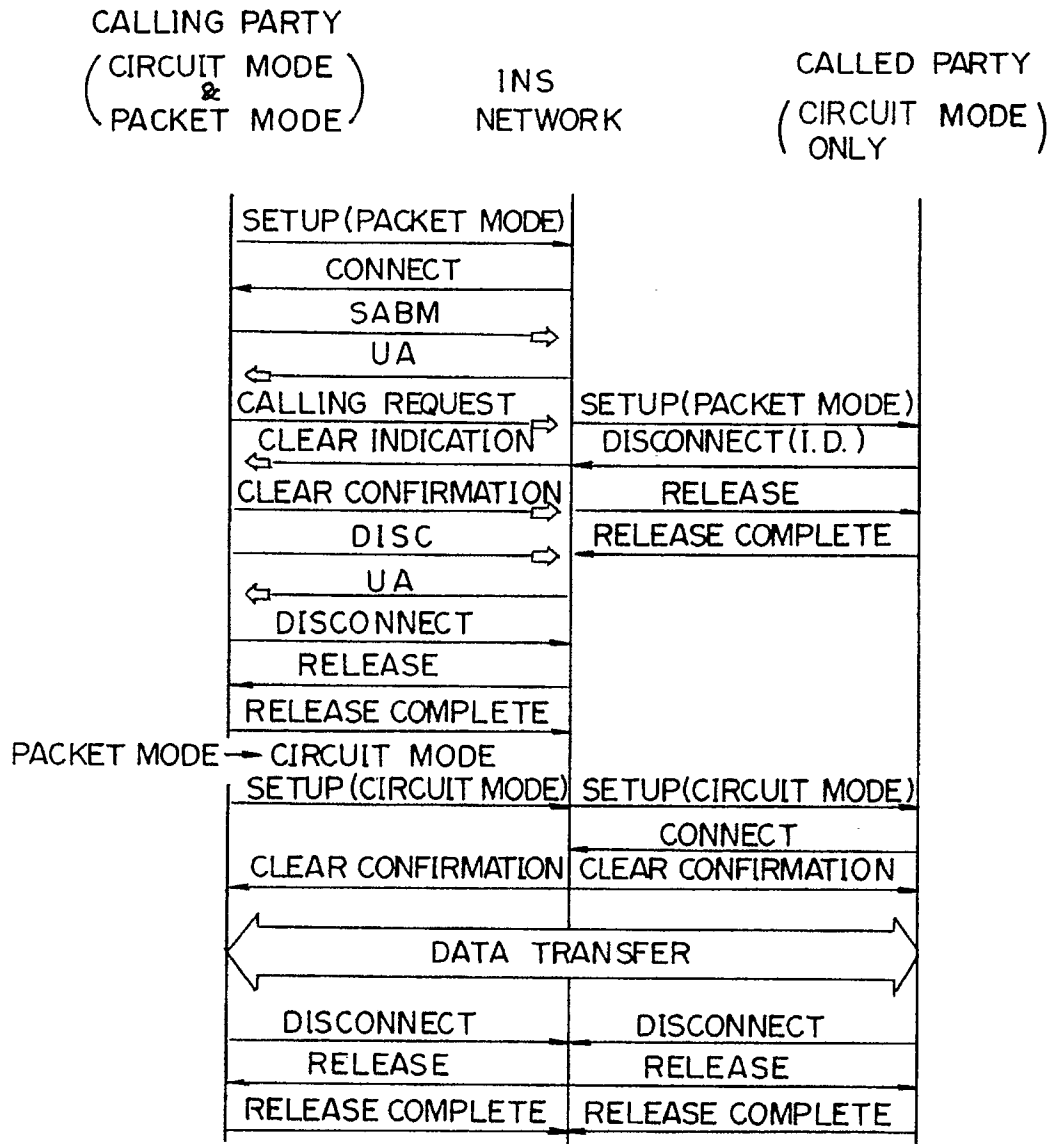 CALLING PARTY
(CIRCUIT MODE
&
PACKET MODE)
INS
NETWORK
CALLED PARTY
(CIRCUIT MODE
ONLY)
SETUP(PACKET MODE)
CONNECT
SABM
UA
CALLING REQUEST SETUP(PACKET MODE)
CLEAR INDICATION DISCONNECT(I.D.)
CLEAR CONFIRMATION RELEASE
DISC RELEASE COMPLETE
UA
DISCONNECT
RELEASE
RELEASE COMPLETE
PACKET MODE → CIRCUIT MODE
SETUP(CIRCUIT MODE) SETUP(CIRCUIT MODE)
CONNECT
CLEAR CONFIRMATION CLEAR CONFIRMATION
DATA TRANSFER
DISCONNECT DISCONNECT
RELEASE RELEASE
RELEASE COMPLETE RELEASE COMPLETE